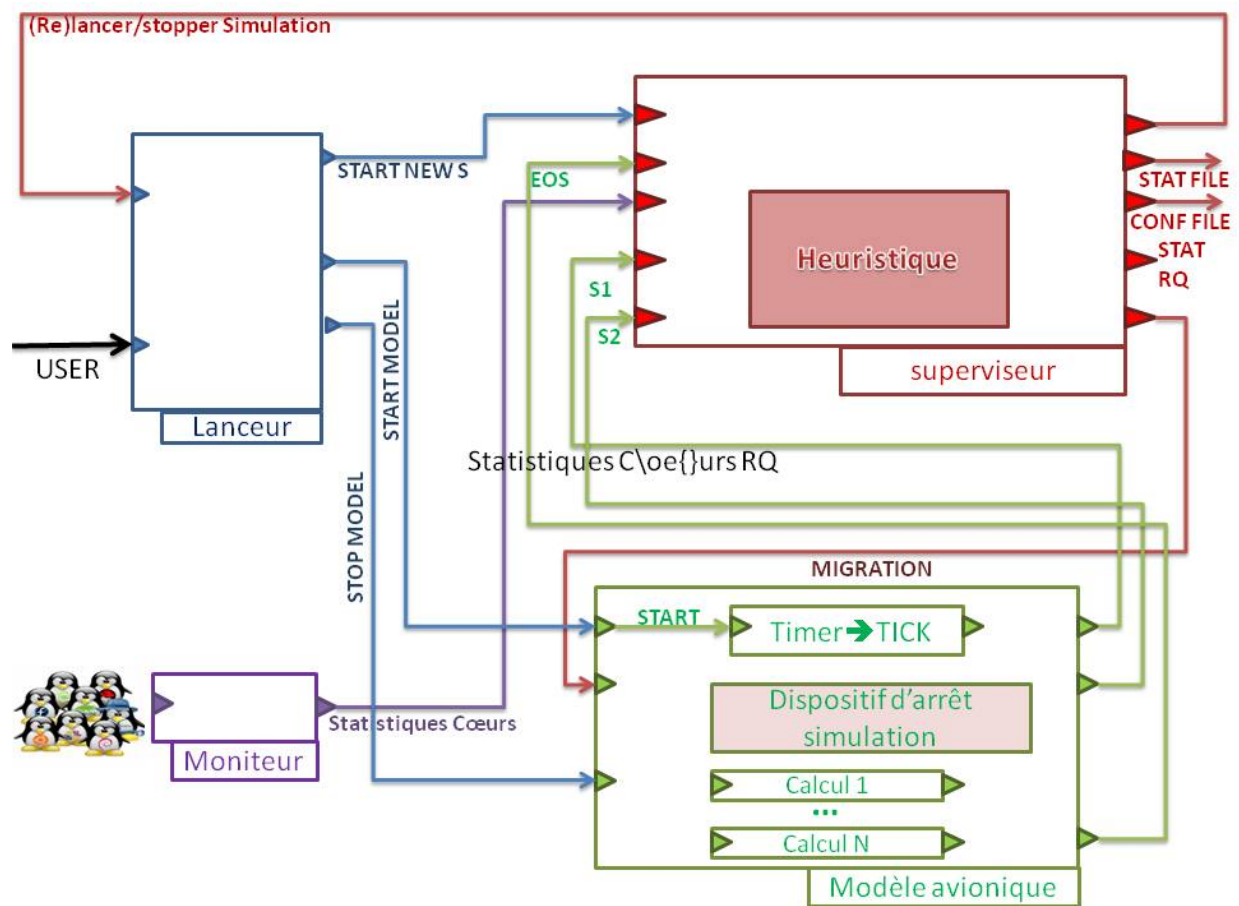 (Re)lancer/stopper Simulation
START NEW S
EOS
STAT FILE
CONF FILE
Heuristique
STAT
RQ
S1
S2
USER
superviseur
START MODEL
Lanceur
Statistiques C\oe{}urs RQ
STOP MODEL
MIGRATION
START
Timer➔TICK
Dispositif d’arrêt
simulation
Statistiques Cœurs
Moniteur
Calcul 1
...
Calcul N
Modèle avionique